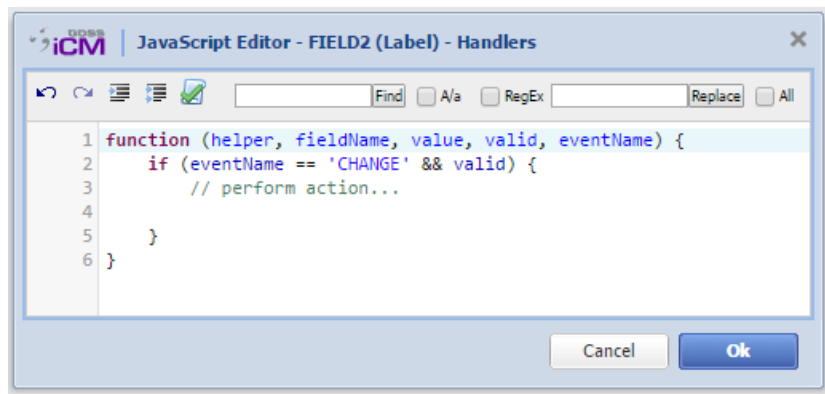 GOSS
iCM JavaScript Editor - FIELD2 (Label) - Handlers
Find A/a RegEx Replace All
1 function (helper, fieldName, value, valid, eventName) {
2 if (eventName == 'CHANGE' && valid) {
3 // perform action...
4
5 }
6 }
Cancel Ok